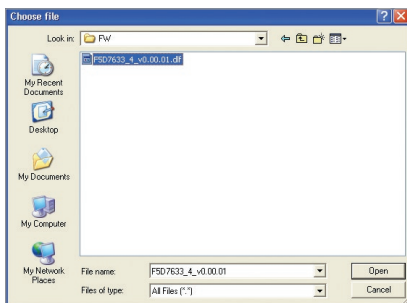 Choose file
Look in: FW
F5D7633_4_v0.00.01.dlf
My Recent
Documents
Desktop
My Documents
My Computer
My Network
Places
File name: F5D7633_4_v0.00.01 Open
Files of type: All Files (*.*) Cancel